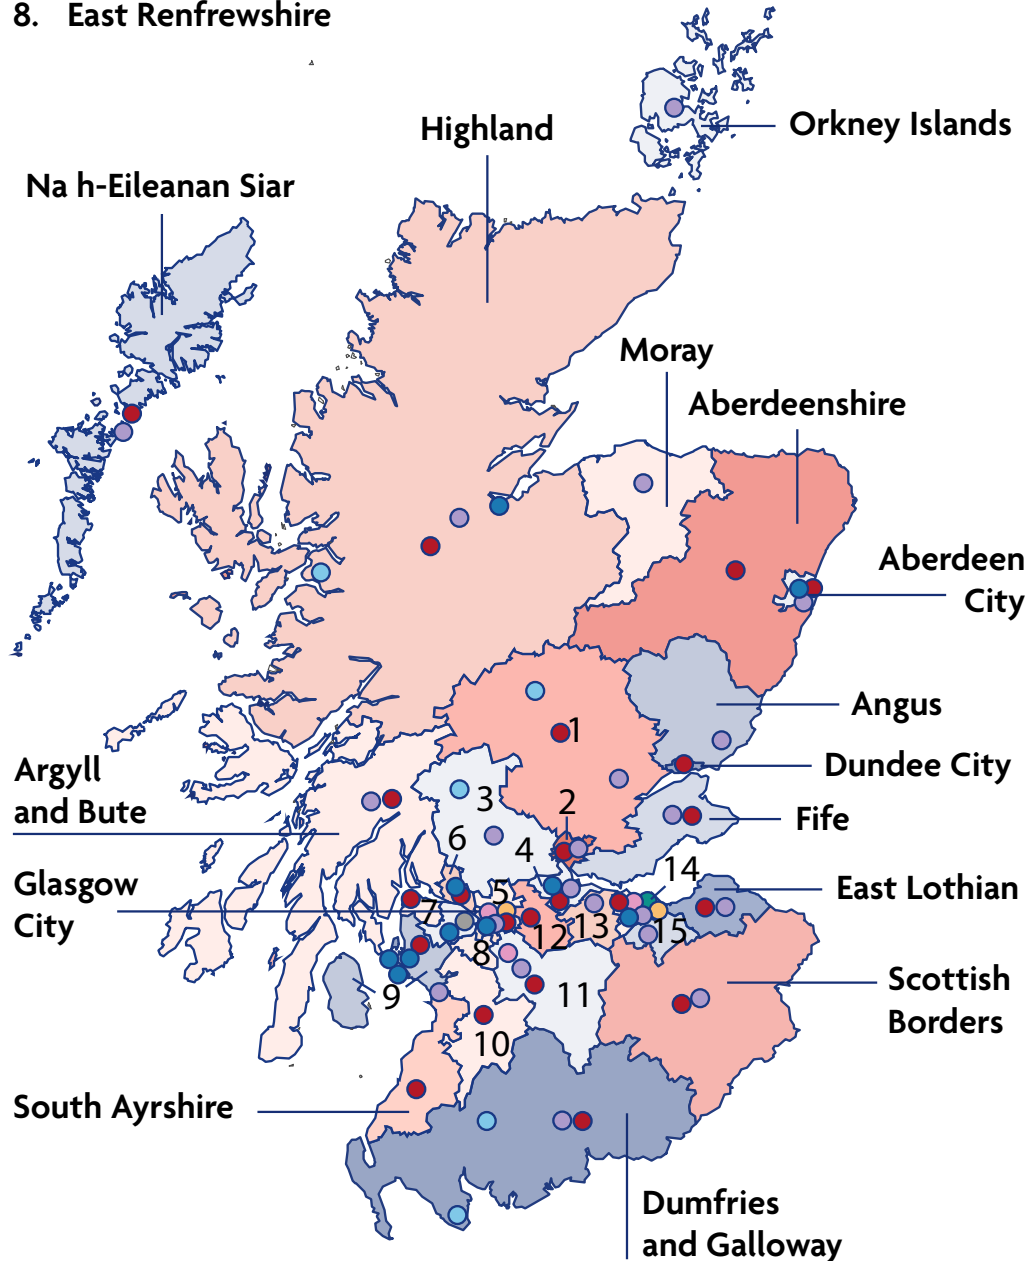 8. East Renfrewshire
Orkney Islands
Highland
Na h-Eileanan Siar
Moray
Aberdeenshire
Aberdeen
City
Angus
1
Dundee City
Argyll
and Bute
3
2
Fife
6
4
14
Glasgow
City
5
East Lothian
7
12
13
15
8
9
11
Scottish
Borders
10
South Ayrshire
Dumfries
and Galloway